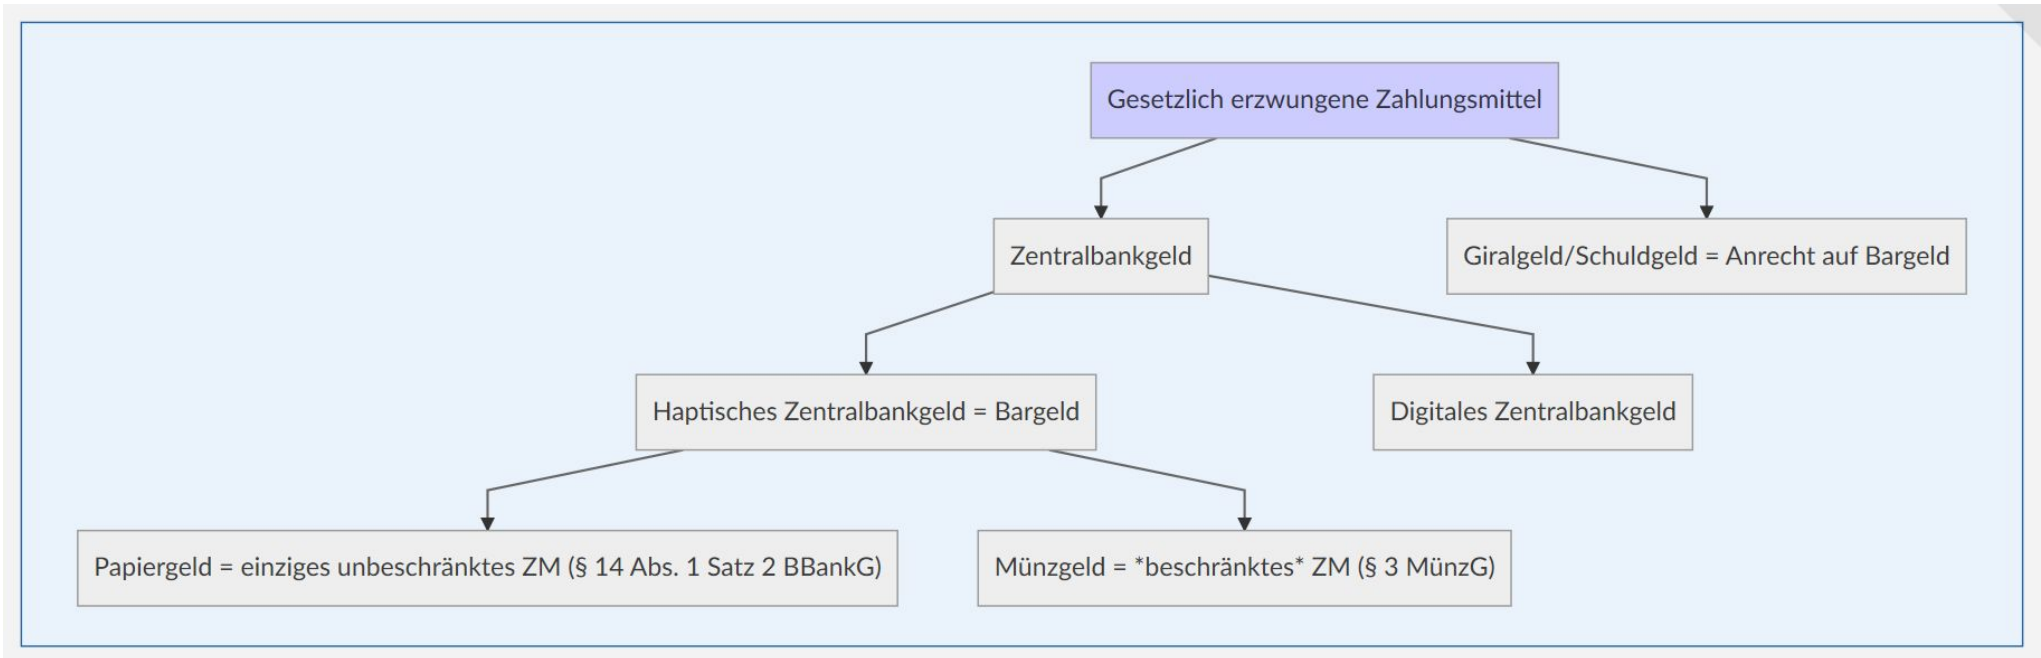 Gesetzlich erzwungene Zahlungsmittel
Zentralbankgeld
Giralgeld/Schuldgeld = Anrecht auf Bargeld
Haptisches Zentralbankgeld = Bargeld
Digitales Zentralbankgeld
Papiergeld = einziges unbeschränktes ZM (§ 14 Abs. 1 Satz 2 BBankG)
Münzgeld = *beschränktes* ZM (§ 3 MünzG)